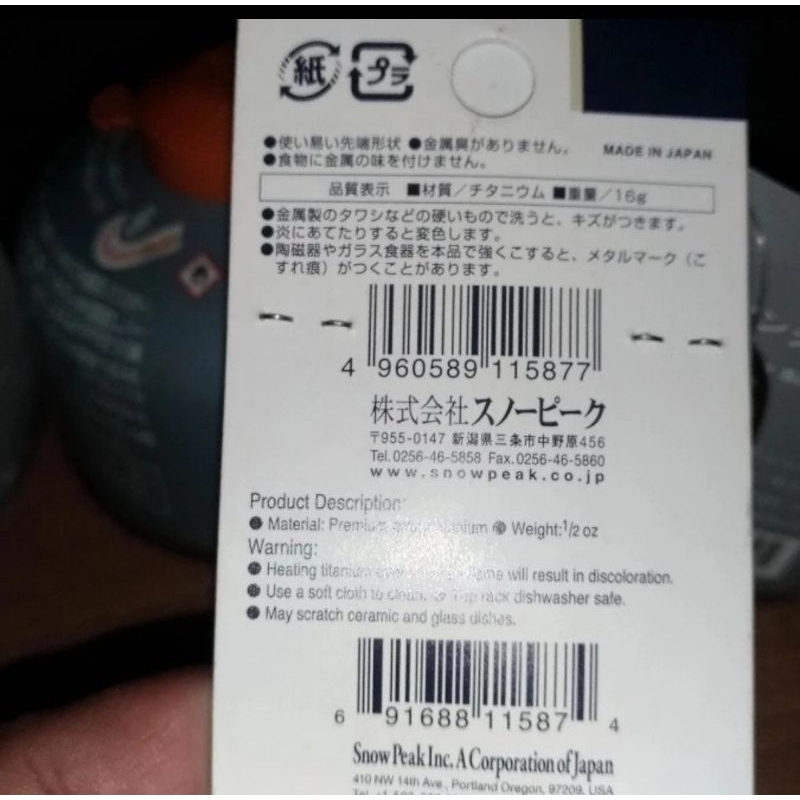 紙 プラ
●使い易い先端形状 ●金属臭がありません。 MADE IN JAPAN
●食物に金属の味を付けません。
品質表示 ■材質/チタニウム ■重量/16g
●金属製のタワシなどの硬いもので洗うと、キズがつきます。
●炎にあてたりすると変色します。
●陶磁器やガラス食器を本品で強くこすると、メタルマーク(こ
すれ痕)がつくことがあります。
4 960589 115877
株式会社スノーピーク
〒955-0147 新潟県三条市中野原456
Tel.0256-46-5858 Fax.0256-46-5860
www.snowpeak.co.jp
Product Description:
● Material: ● Weight:1/2 oz
Warning:
● Heating titanium will result in discoloration.
● Use a soft cloth to clean. rack dishwasher safe.
● May scratch ceramic and glass dishes.
6 91688 11587 4
Snow Peak Inc. A Corporation of Japan
410 NW 14th Ave., Portland Oregon, 97209, USA